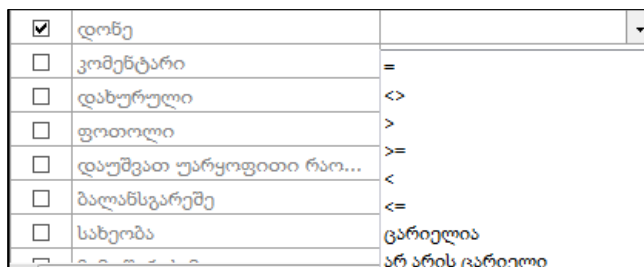 დონე
კომენტარი
=
დახურული
<>
ფოთოლი
>
დაუშვათ უარყოფითი რაო...
>=
ბალანსგარეშე
<
<=
სახეობა
ცარიელია
არ არის ცარიელი